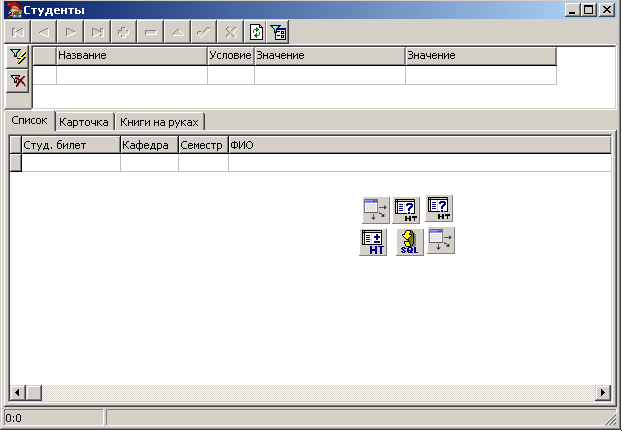 Студенты
Название Условие Значение Значение
Список Карточка Книги на руках
Студ. билет Кафедра Семестр ФИО
? HT ? HT
HT SQL
0:0